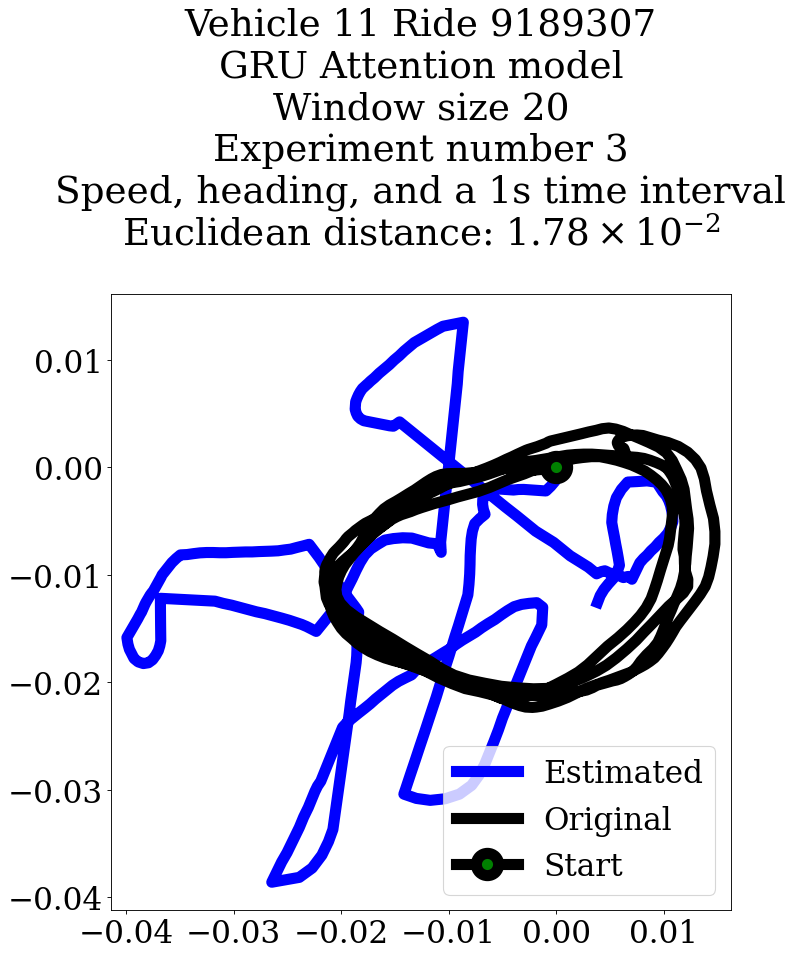 Vehicle 11 Ride 9189307
GRU Attention model
Window size 20
Experiment number 3
Speed, heading, and a 1s time interval
Euclidean distance: 1.78 × 10⁻²
0.01
0.00
−0.01
−0.02
−0.03
−0.04
Estimated
Original
Start
−0.04 −0.03 −0.02 −0.01 0.00 0.01